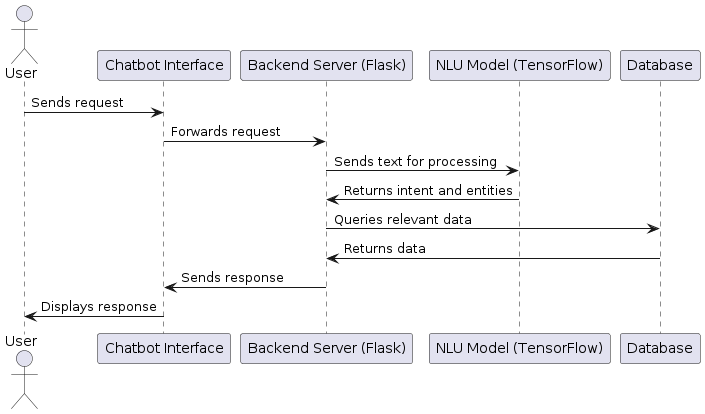 User
Chatbot Interface
Backend Server (Flask)
NLU Model (TensorFlow)
Database
Sends request
Forwards request
Sends text for processing
Returns intent and entities
Queries relevant data
Returns data
Sends response
Displays response
User
Chatbot Interface
Backend Server (Flask)
NLU Model (TensorFlow)
Database